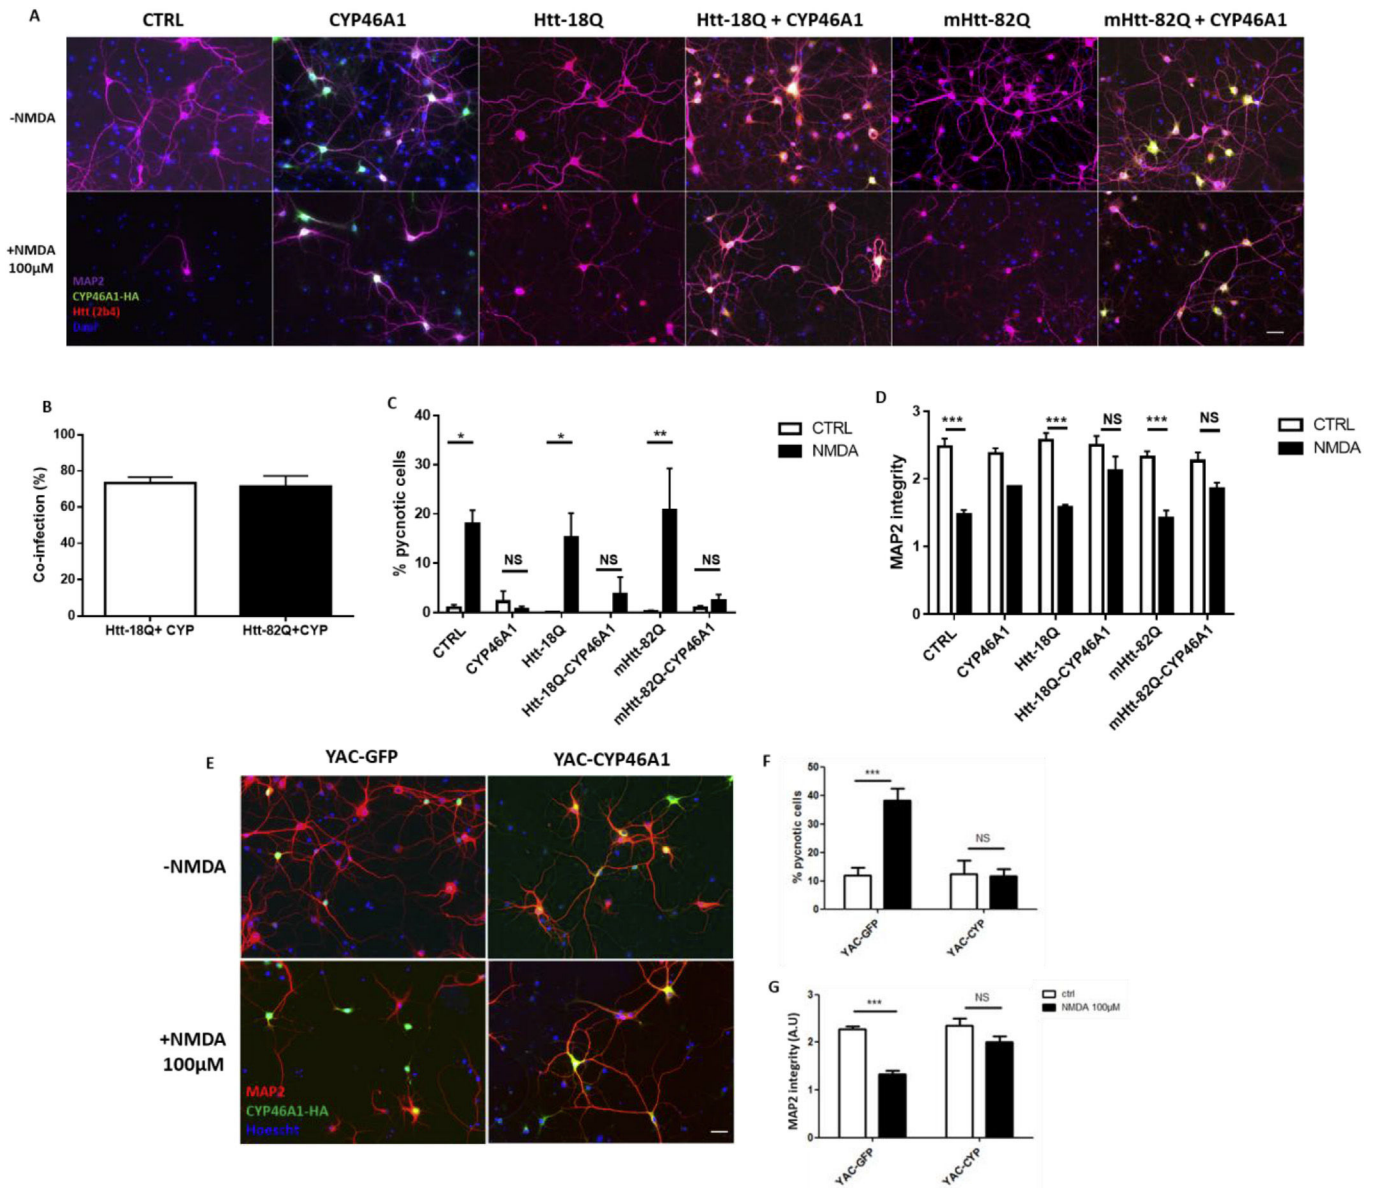 A
CTRL
CYP46A1
Htt-18Q
Htt-18Q + CYP46A1
mHtt-82Q
mHtt-82Q + CYP46A1
-NMDA
+NMDA
100µM
MAP2
CYP46A1-HA
Htt (2b4)
Dapi
B
Co-infection (%)
100
80
60
40
20
0
Htt-18Q+ CYP
Htt-82Q+CYP
C
% pycnotic cells
40
30
20
10
0
*
NS
*
NS
**
NS
CTRL
NMDA
CTRL
CYP46A1
Htt-18Q
Htt-18Q-CYP46A1
mHtt-82Q
mHtt-82Q-CYP46A1
D
MAP2 integrity
3
2
1
0
***
***
NS
***
NS
CTRL
NMDA
CTRL
CYP46A1
Htt-18Q
Htt-18Q-CYP46A1
mHtt-82Q
mHtt-82Q-CYP46A1
E
YAC-GFP
YAC-CYP46A1
-NMDA
+NMDA
100µM
MAP2
CYP46A1-HA
Hoescht
F
% pycnotic cells
50
40
30
20
10
0
***
NS
YAC-GFP
YAC-CYP
G
MAP2 integrity (A.U)
3
2
1
0
***
NS
ctrl
NMDA 100µM
YAC-GFP
YAC-CYP